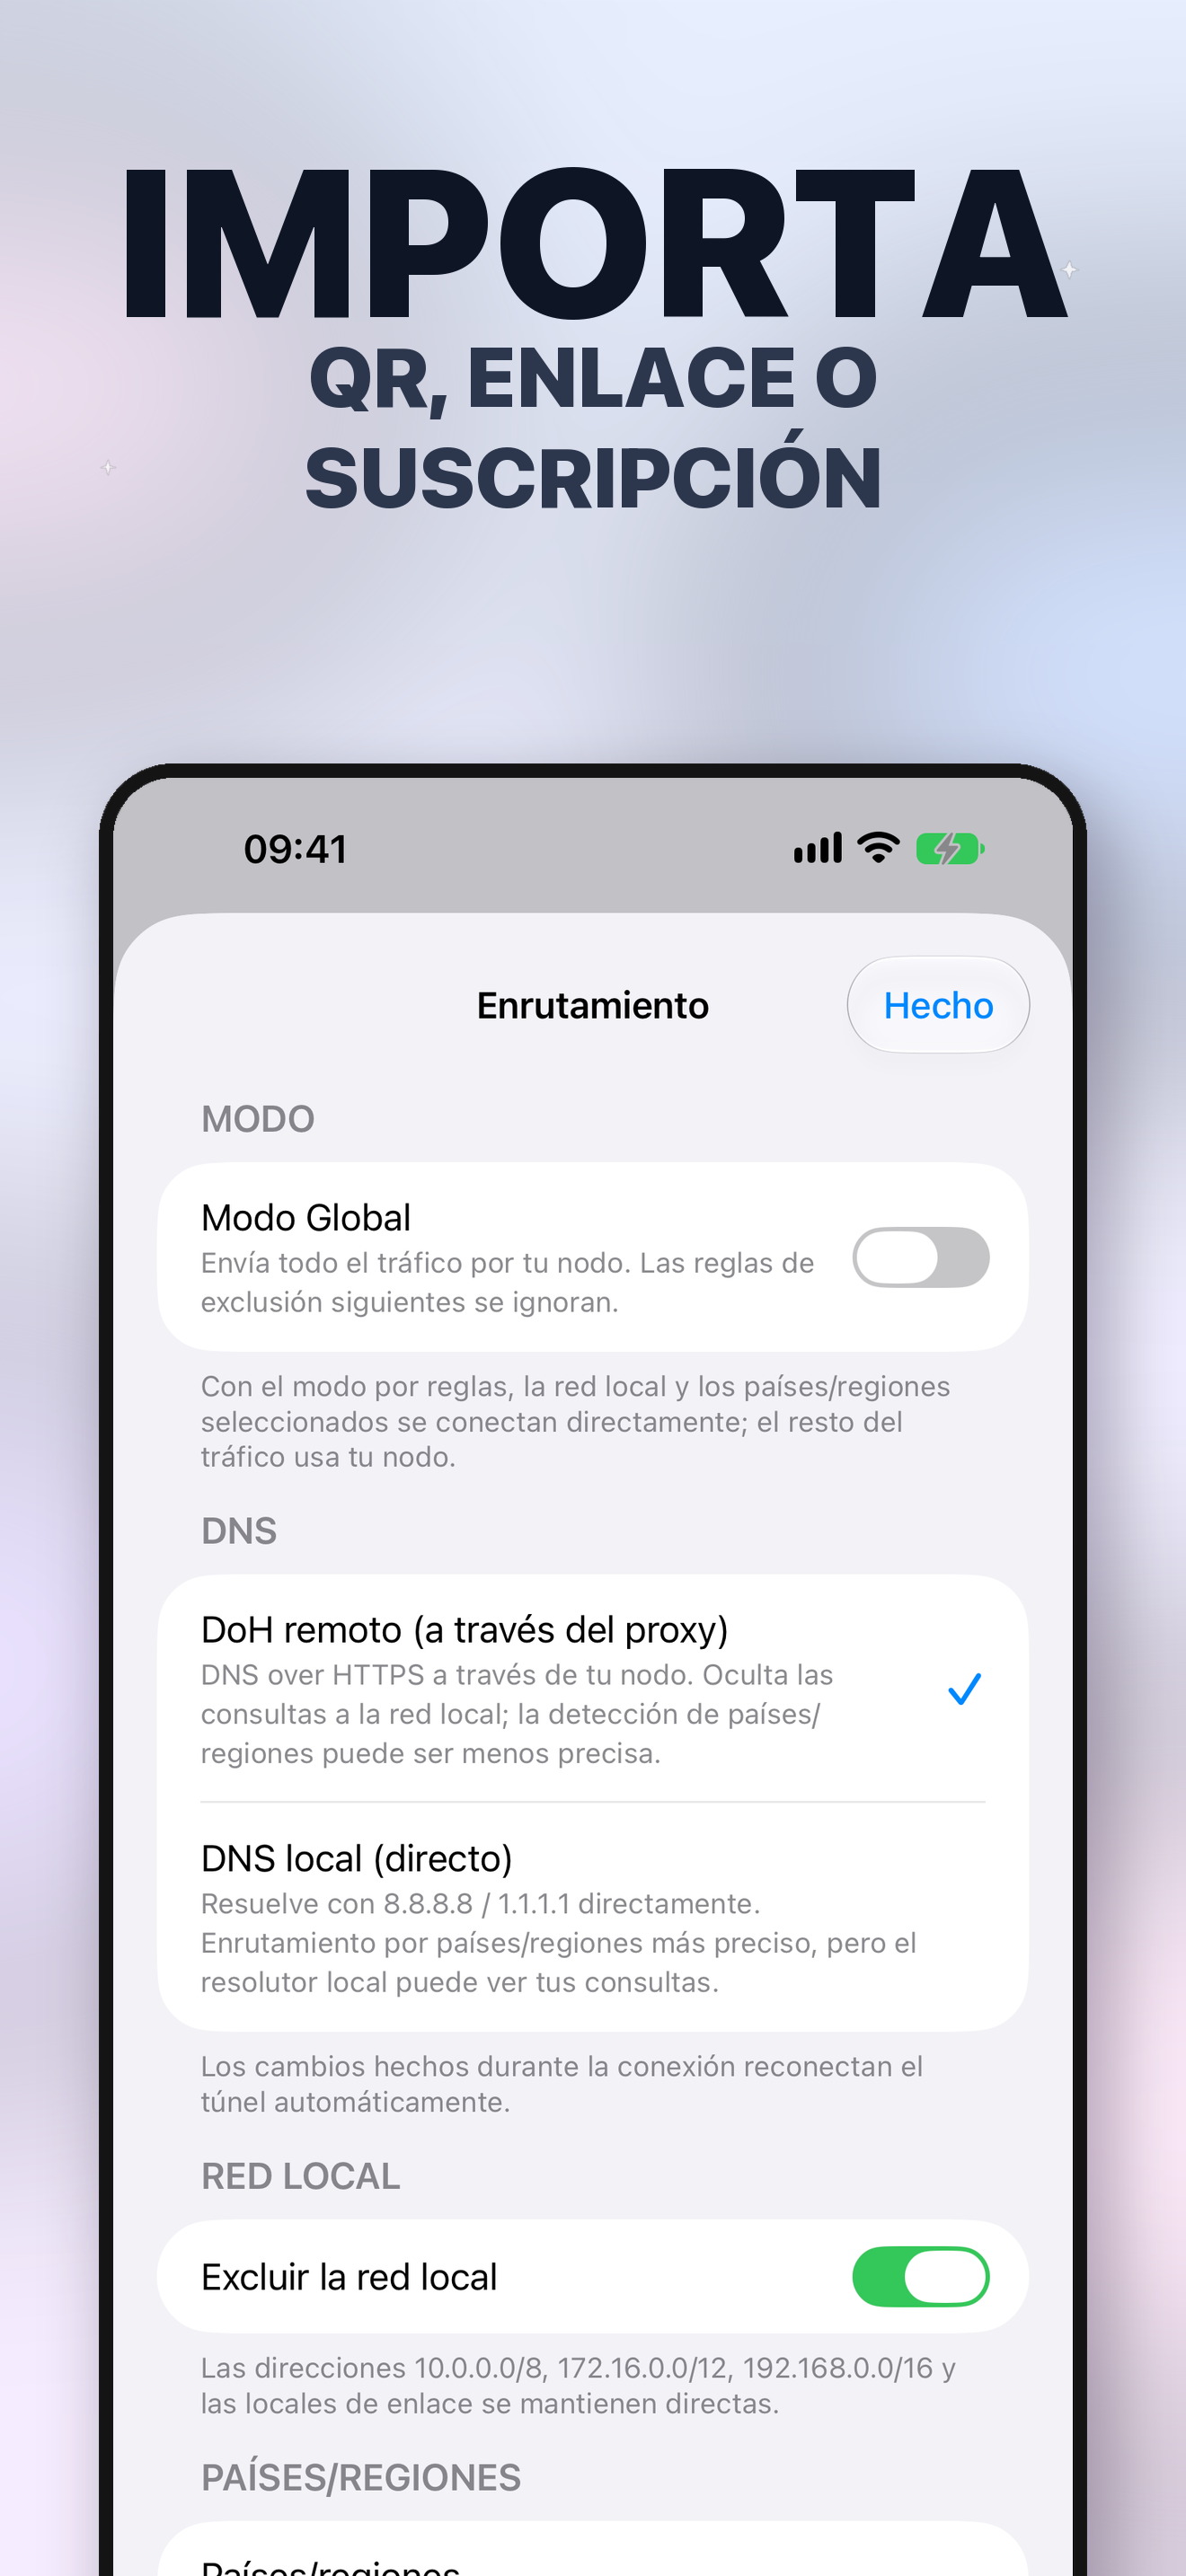 IMPORTA
QR, ENLACE O
SUSCRIPCIÓN
09:41
Enrutamiento
Hecho
MODO
Modo Global
Envía todo el tráfico por tu nodo. Las reglas de
exclusión siguientes se ignoran.
Con el modo por reglas, la red local y los países/regiones
seleccionados se conectan directamente; el resto del
tráfico usa tu nodo.
DNS
DoH remoto (a través del proxy)
DNS over HTTPS a través de tu nodo. Oculta las
consultas a la red local; la detección de países/
regiones puede ser menos precisa.
DNS local (directo)
Resuelve con 8.8.8.8 / 1.1.1.1 directamente.
Enrutamiento por países/regiones más preciso, pero el
resolutor local puede ver tus consultas.
Los cambios hechos durante la conexión reconectan el
túnel automáticamente.
RED LOCAL
Excluir la red local
Las direcciones 10.0.0.0/8, 172.16.0.0/12, 192.168.0.0/16 y
las locales de enlace se mantienen directas.
PAÍSES/REGIONES
Países/regiones